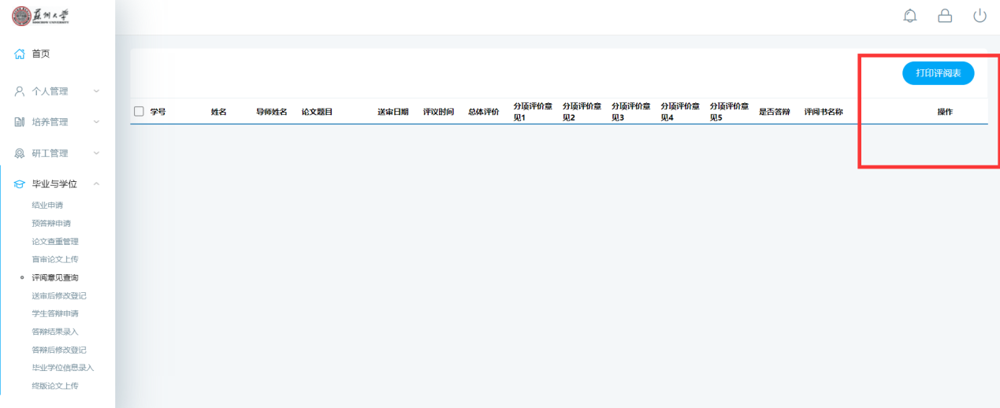 蘇州大学
SOOCHOW UNIVERSITY
首页
个人管理
培养管理
研工管理
毕业与学位
结业申请
预答辩申请
论文查重管理
盲审论文上传
评阅意见查询
送审后修改登记
学生答辩申请
答辩结果录入
答辩后修改登记
毕业学位信息录入
终版论文上传
打印评阅表
学号
姓名
导师姓名
论文题目
送审日期
评议时间
总体评价
分项评价意
见1
分项评价意
见2
分项评价意
见3
分项评价意
见4
分项评价意
见5
是否答辩
评阅书名称
操作